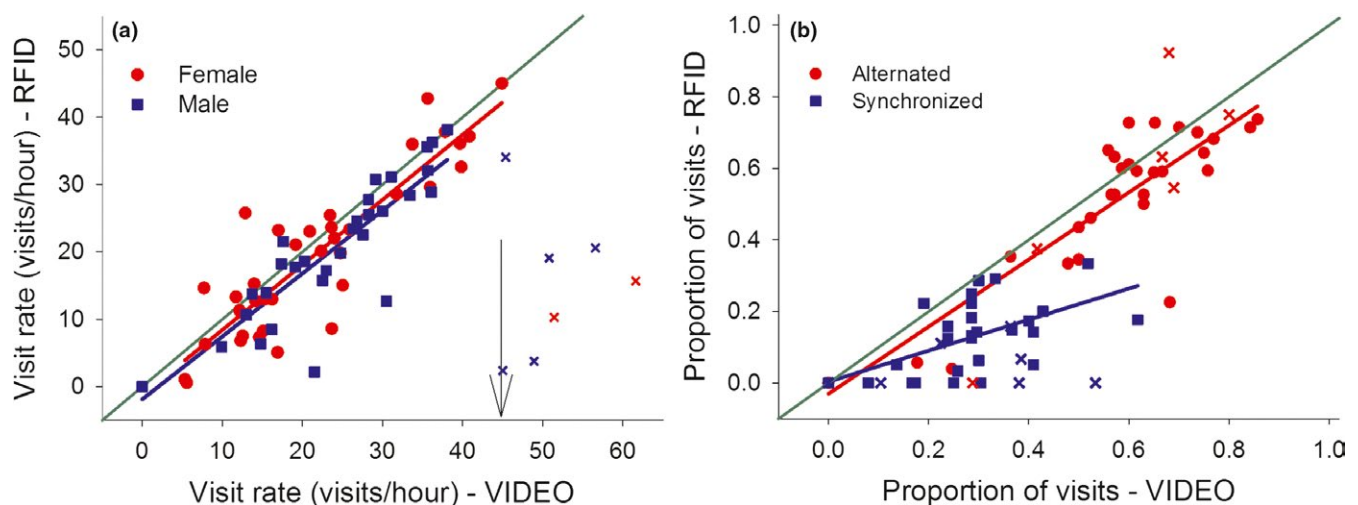 (a)
Female
Male
Visit rate (visits/hour) - RFID
50
40
30
20
10
0
0 10 20 30 40 50 60
Visit rate (visits/hour) - VIDEO
(b)
Alternated
Synchronized
Proportion of visits - RFID
1.0
0.8
0.6
0.4
0.2
0.0
0.0 0.2 0.4 0.6 0.8 1.0
Proportion of visits - VIDEO